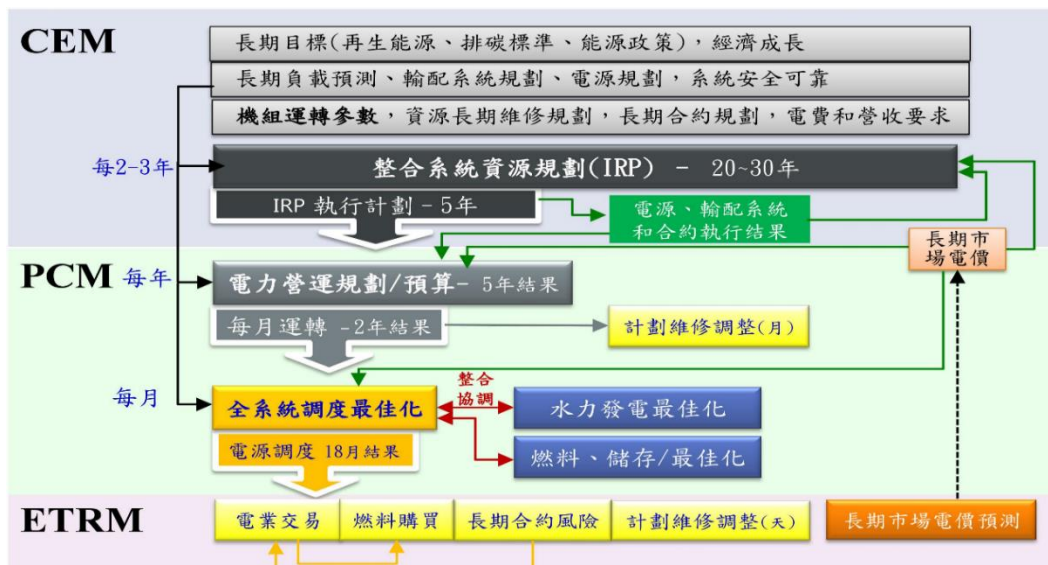 CEM
長期目標(再生能源、排碳標準、能源政策)，經濟成長
長期負載預測、輸配系統規劃、電源規劃，系統安全可靠
機組運轉參數，資源長期維修規劃，長期合約規劃，電費和營收要求
每2-3年
整合系統資源規劃(IRP) - 20~30年
IRP 執行計劃 - 5年
電源、輸配系統
和合約執行結果
長期市
場電價
PCM
每年
電力營運規劃/預算- 5年結果
每月運轉 -2年結果
計劃維修調整(月)
每月
全系統調度最佳化
整合
協調
水力發電最佳化
電源調度 18月結果
燃料、儲存/最佳化
ETRM
電業交易
燃料購買
長期合約風險
計劃維修調整(天)
長期市場電價預測